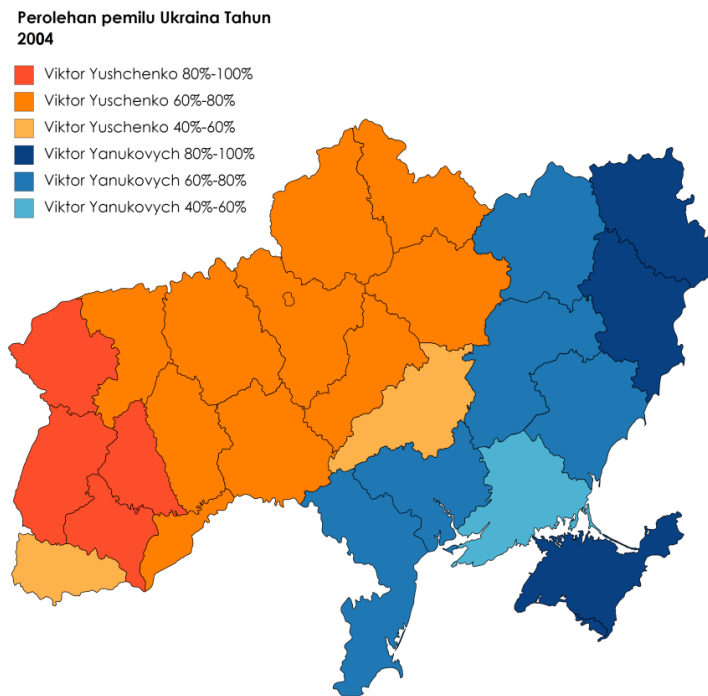 Perolehan pemilu Ukraina Tahun
2004
Viktor Yushchenko 80%-100%
Viktor Yuschenko 60%-80%
Viktor Yuschenko 40%-60%
Viktor Yanukovych 80%-100%
Viktor Yanukovych 60%-80%
Viktor Yanukovych 40%-60%